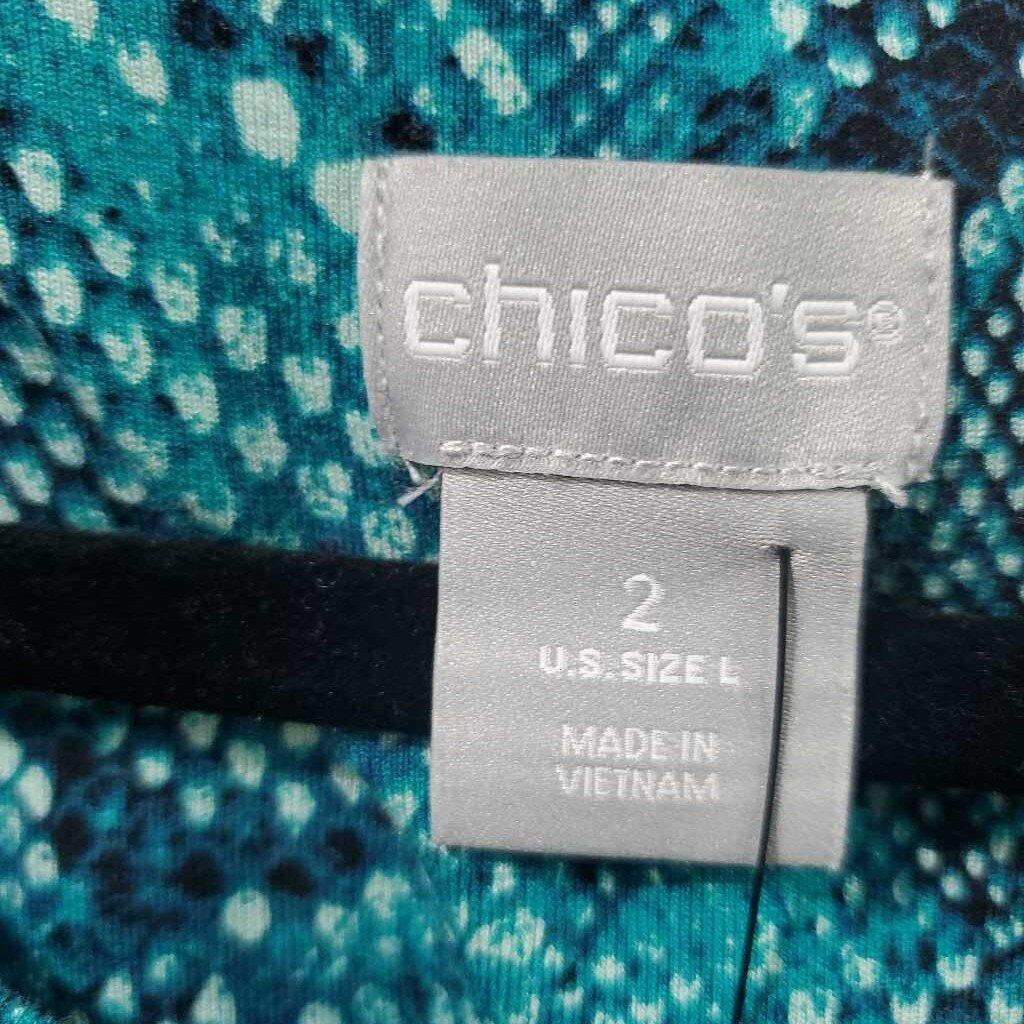 chico's®
2
U.S. SIZE L
MADE IN
VIETNAM